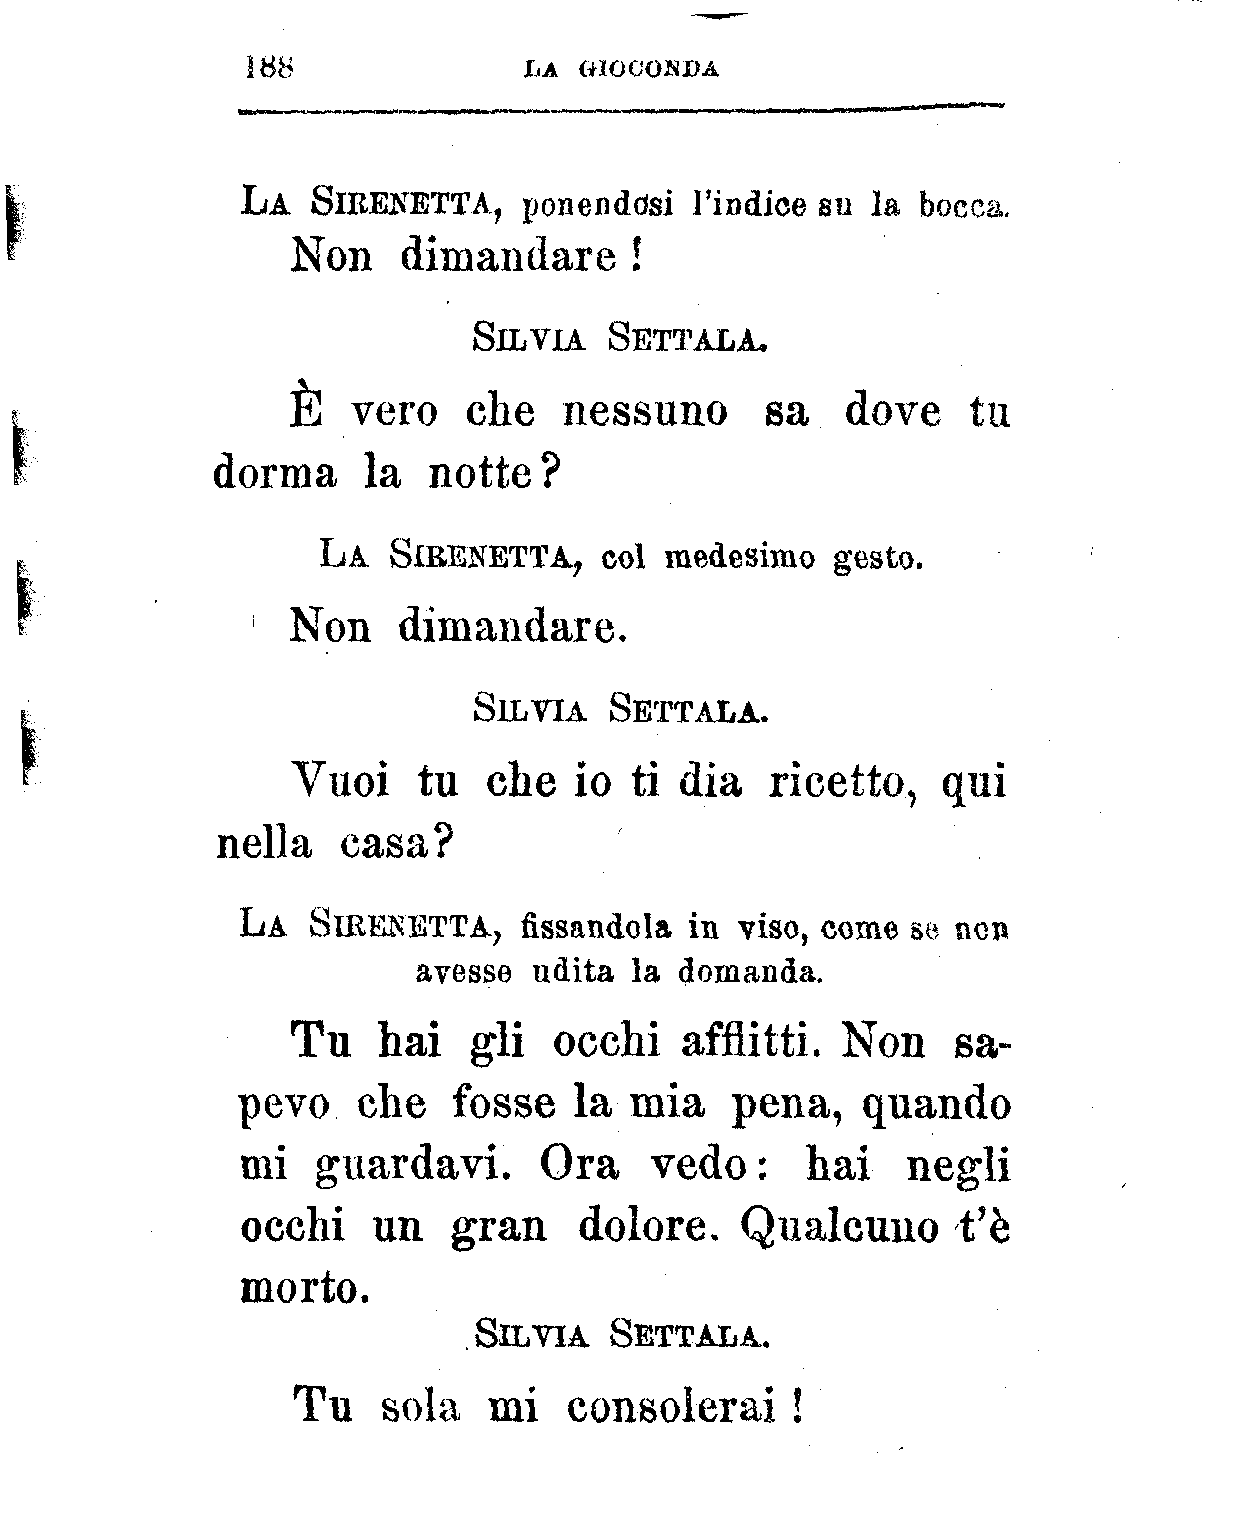 188 LA GIOCONDA
LA SIRENETTA, ponendosi l'indice su la bocca.
Non dimandare !
SILVIA SETTALA.
È vero che nessuno sa dove tu
dorma la notte?
LA SIRENETTA, col medesimo gesto.
Non dimandare.
SILVIA SETTALA.
Vuoi tu che io ti dia ricetto, qui
nella casa?
LA SIRENETTA, fissandola in viso, come se non
avesse udita la domanda.
Tu hai gli occhi afflitti. Non sa-
pevo che fosse la mia pena, quando
mi guardavi. Ora vedo: hai negli
occhi un gran dolore. Qualcuno t'è
morto.
SILVIA SETTALA.
Tu sola mi consolerai !